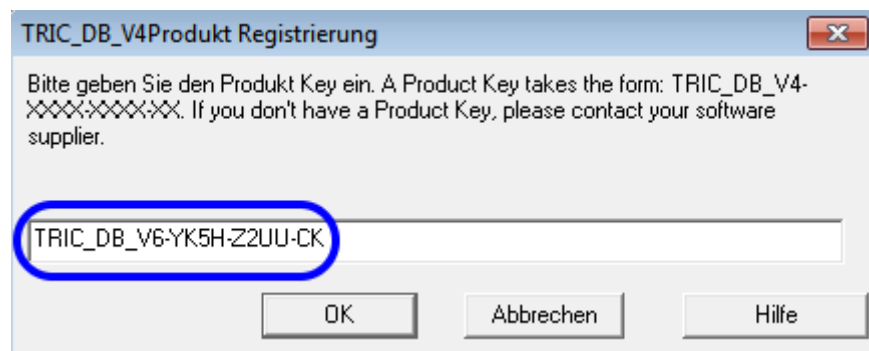 TRIC_DB_V4Produkt Registrierung
Bitte geben Sie den Produkt Key ein. A Product Key takes the form: TRIC_DB_V4-
XXXX-XXXX-XX. If you don't have a Product Key, please contact your software
supplier.
TRIC_DB_V6-YK5H-Z2UU-CK
OK Abbrechen Hilfe